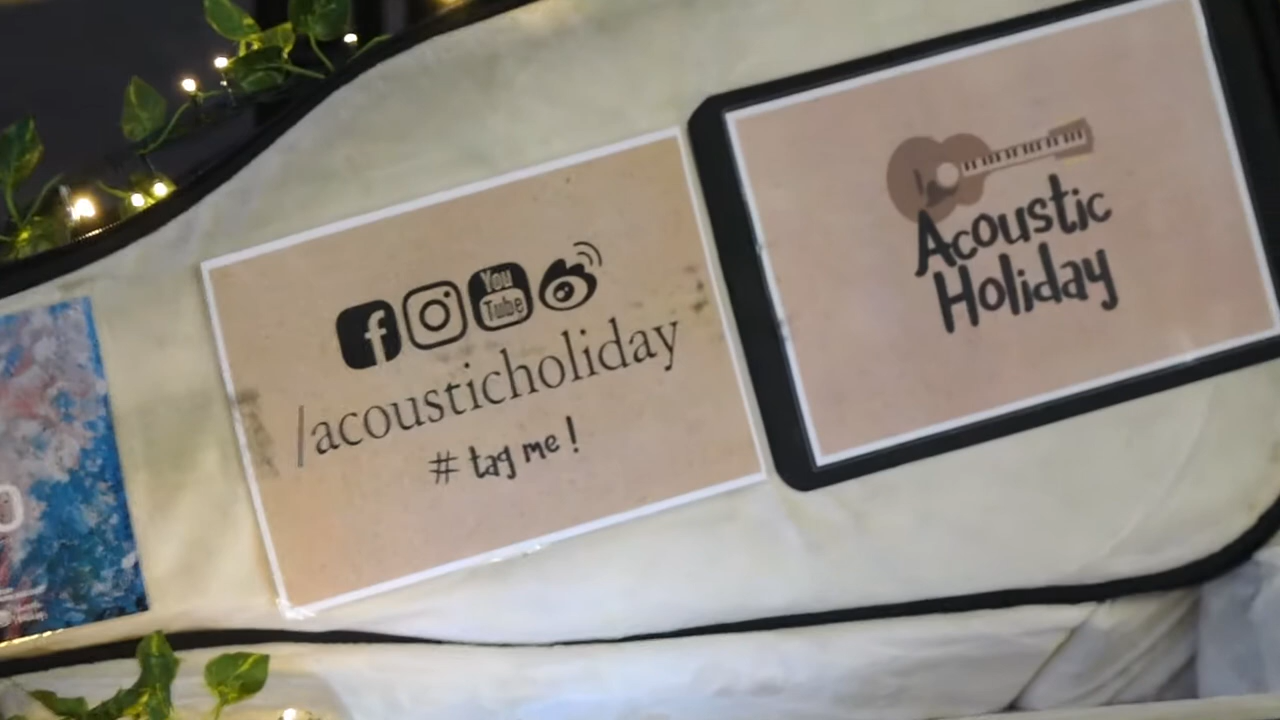 You
Tube
/acousticholiday
# tag me !
Acoustic
Holiday